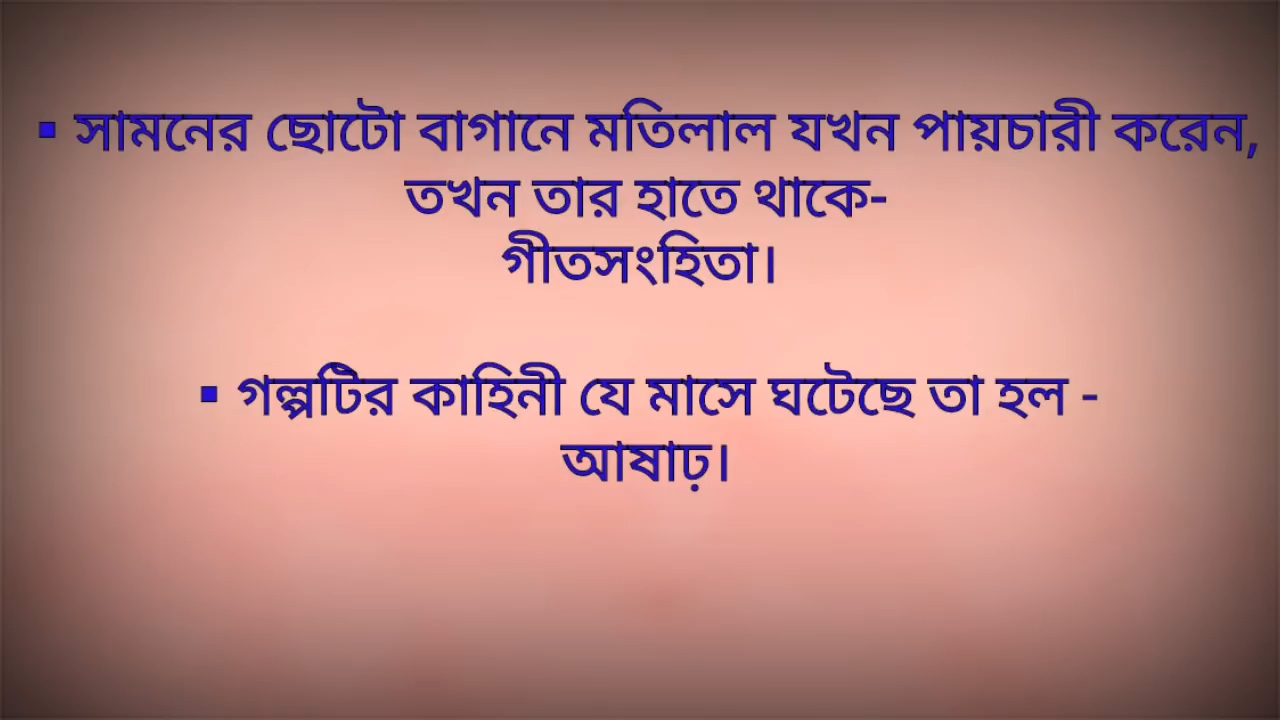 ▪ সামনের ছোটো বাগানে মতিলাল যখন পায়চারী করেন,
তখন তার হাতে থাকে-
গীতসংহিতা।
▪ গল্পটির কাহিনী যে মাসে ঘটেছে তা হল -
আষাঢ়।